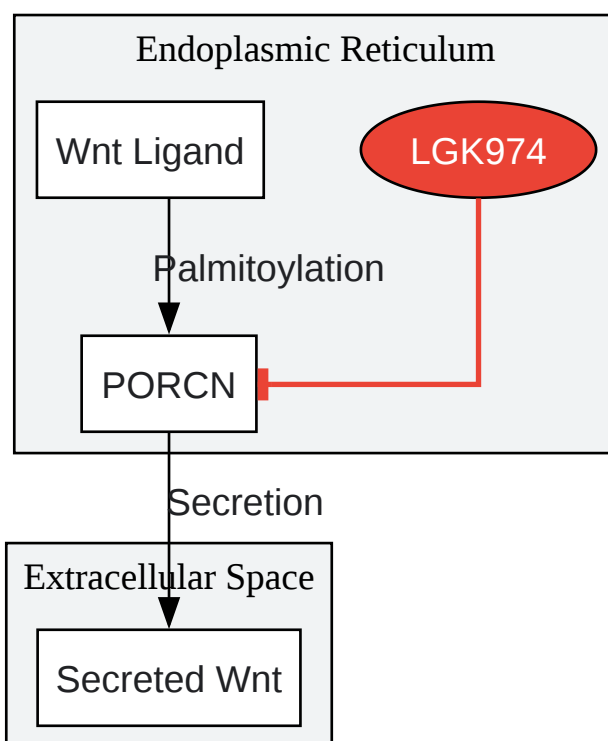 Endoplasmic Reticulum
Wnt Ligand
LGK974
Palmitoylation
PORCN
Secretion
Extracellular Space
Secreted Wnt